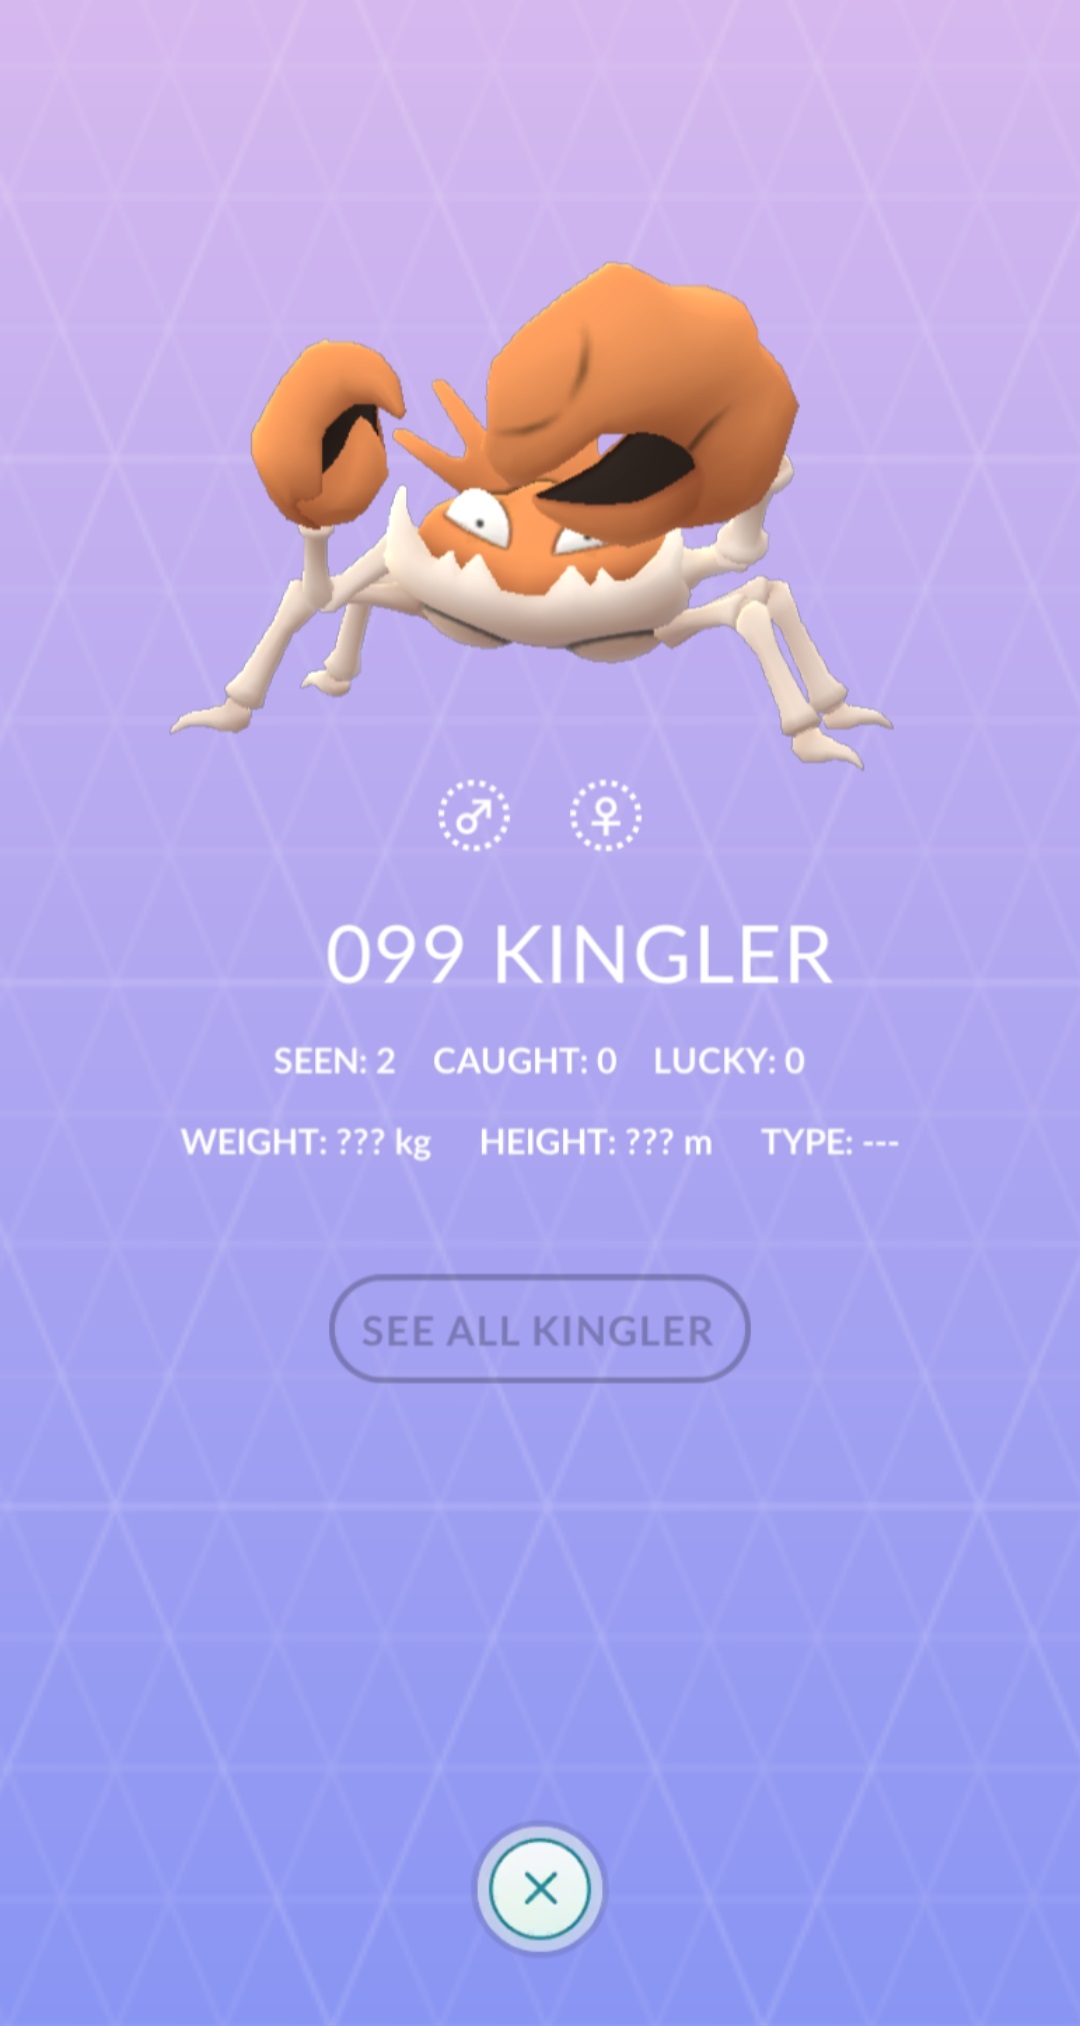 099 KINGLER
SEEN: 2 CAUGHT: 0 LUCKY: 0
WEIGHT: ??? kg HEIGHT: ??? m TYPE: ---
SEE ALL KINGLER